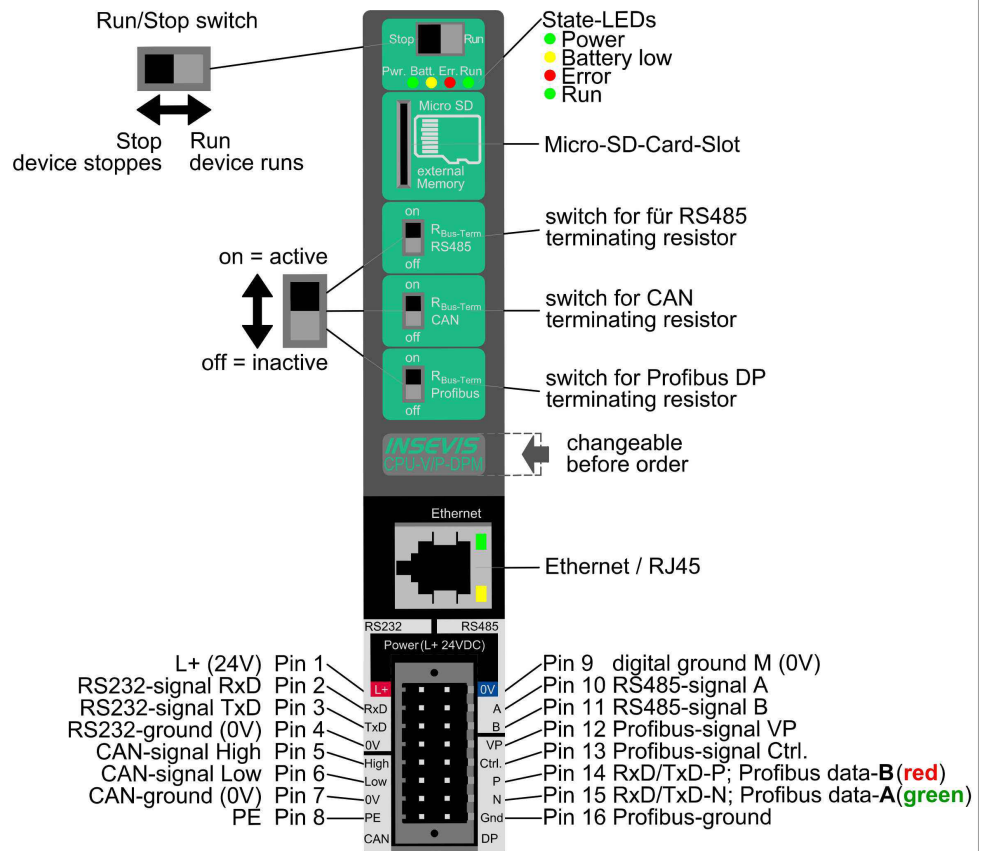 Run/Stop switch
Stop
device stoppes
Run
device runs
Stop
Run
Pwr. Batt. Err. Run
State-LEDs
Power
Battery low
Error
Run
Micro SD
external
Memory
Micro-SD-Card-Slot
on
RBus-Term
RS485
off
switch for für RS485
terminating resistor
on = active
off = inactive
on
RBus-Term
CAN
off
switch for CAN
terminating resistor
on
RBus-Term
Profibus
off
switch for Profibus DP
terminating resistor
INSEVIS
CPU-V/P-DPM
changeable
before order
Ethernet
Ethernet / RJ45
RS232
RS485
Power(L+ 24VDC)
L+ (24V) Pin 1
RS232-signal RxD Pin 2
RS232-signal TxD Pin 3
RS232-ground (0V) Pin 4
CAN-signal High Pin 5
CAN-signal Low Pin 6
CAN-ground (0V) Pin 7
PE Pin 8
L+
RxD
TxD
0V
High
Low
0V
PE
CAN
0V
A
B
VP
Ctrl.
P
N
Gnd
DP
Pin 9 digital ground M (0V)
Pin 10 RS485-signal A
Pin 11 RS485-signal B
Pin 12 Profibus-signal VP
Pin 13 Profibus-signal Ctrl.
Pin 14 RxD/TxD-P; Profibus data-B(red)
Pin 15 RxD/TxD-N; Profibus data-A(green)
Pin 16 Profibus-ground